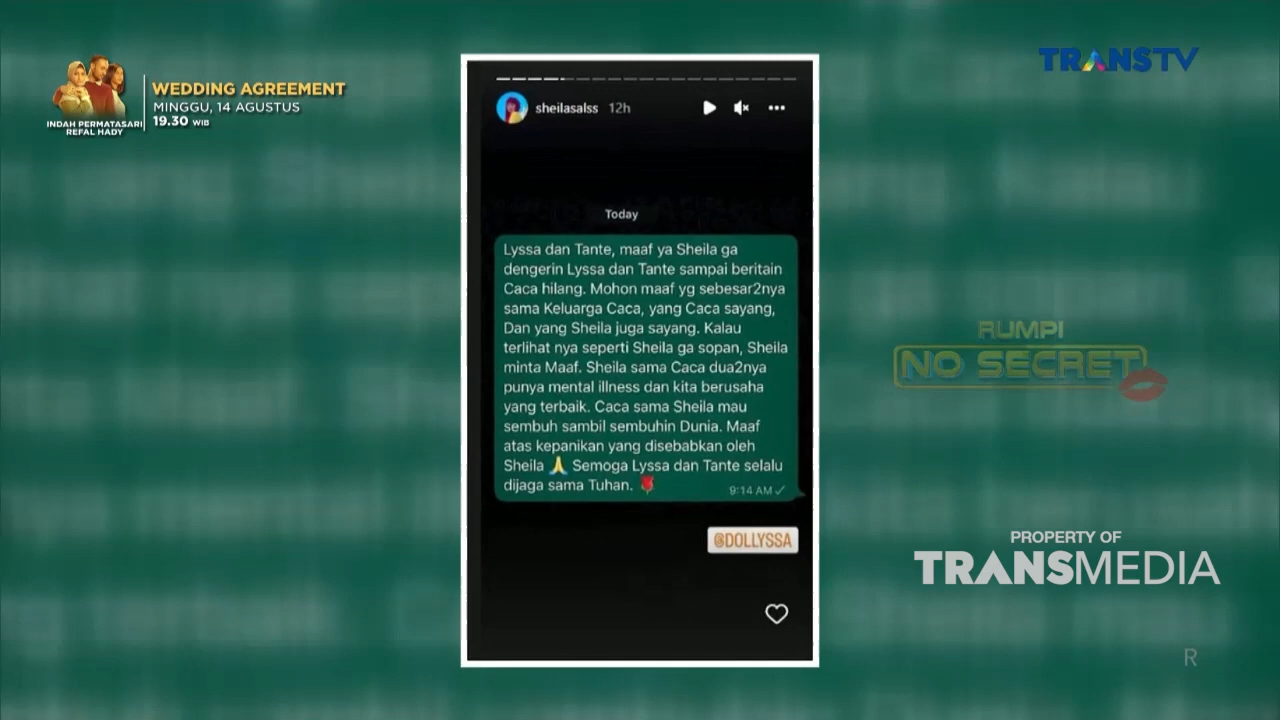 WEDDING AGREEMENT
MINGGU, 14 AGUSTUS
19.30 WIB
INDAH PERMATASARI
REFAL HADY
TRANSTV
sheilasalss 12h
Today
Lyssa dan Tante, maaf ya Sheila ga
dengerin Lyssa dan Tante sampai beritain
Caca hilang. Mohon maaf yg sebesar2nya
sama Keluarga Caca, yang Caca sayang,
Dan yang Sheila juga sayang. Kalau
terlihat nya seperti Sheila ga sopan, Sheila
minta Maaf. Sheila sama Caca dua2nya
punya mental illness dan kita berusaha
yang terbaik. Caca sama Sheila mau
sembuh sambil sembuhin Dunia. Maaf
atas kepanikan yang disebabkan oleh
Sheila 🙏 Semoga Lyssa dan Tante selalu
dijaga sama Tuhan. 🌹
9:14 AM ✓
@DOLLYSSA
RUMPI
NO SECRET
PROPERTY OF
TRANSMEDIA
R